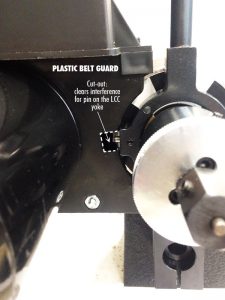 PLASTIC BELT GUARD
Cut-out:
clears interference
for pin on the LCC
yoke